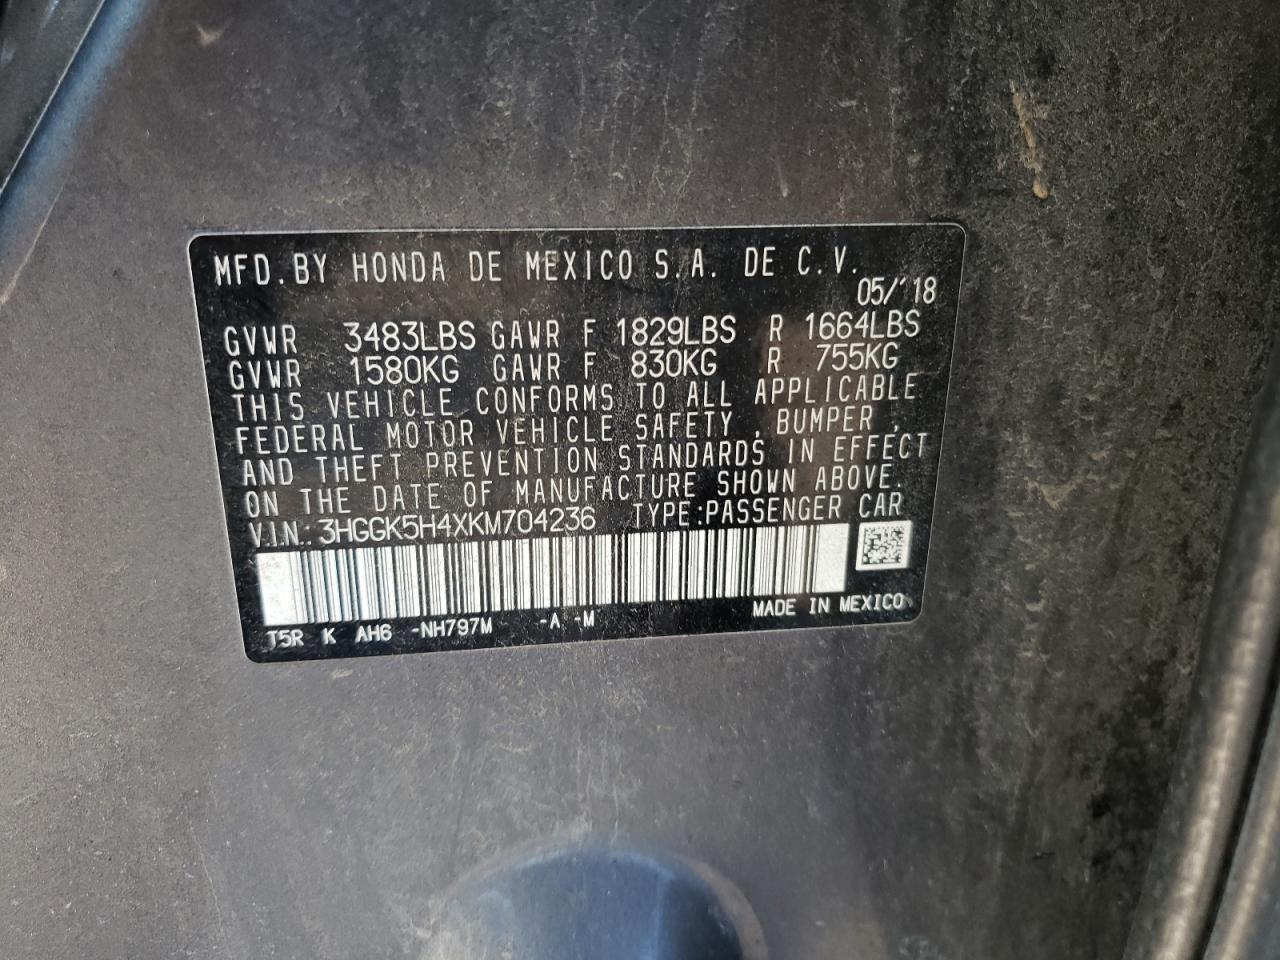 MFD. BY HONDA DE MEXICO S.A. DE C.V.
05/'18
GVWR 3483LBS GAWR F 1829LBS R 1664LBS
GVWR 1580KG GAWR F 830KG R 755KG
THIS VEHICLE CONFORMS TO ALL APPLICABLE
FEDERAL MOTOR VEHICLE SAFETY, BUMPER,
AND THEFT PREVENTION STANDARDS IN EFFECT
ON THE DATE OF MANUFACTURE SHOWN ABOVE.
V.I.N.: 3HGGK5H4XKM704236 TYPE:PASSENGER CAR
T5R K AH6 -NH797M -A -M MADE IN MEXICO